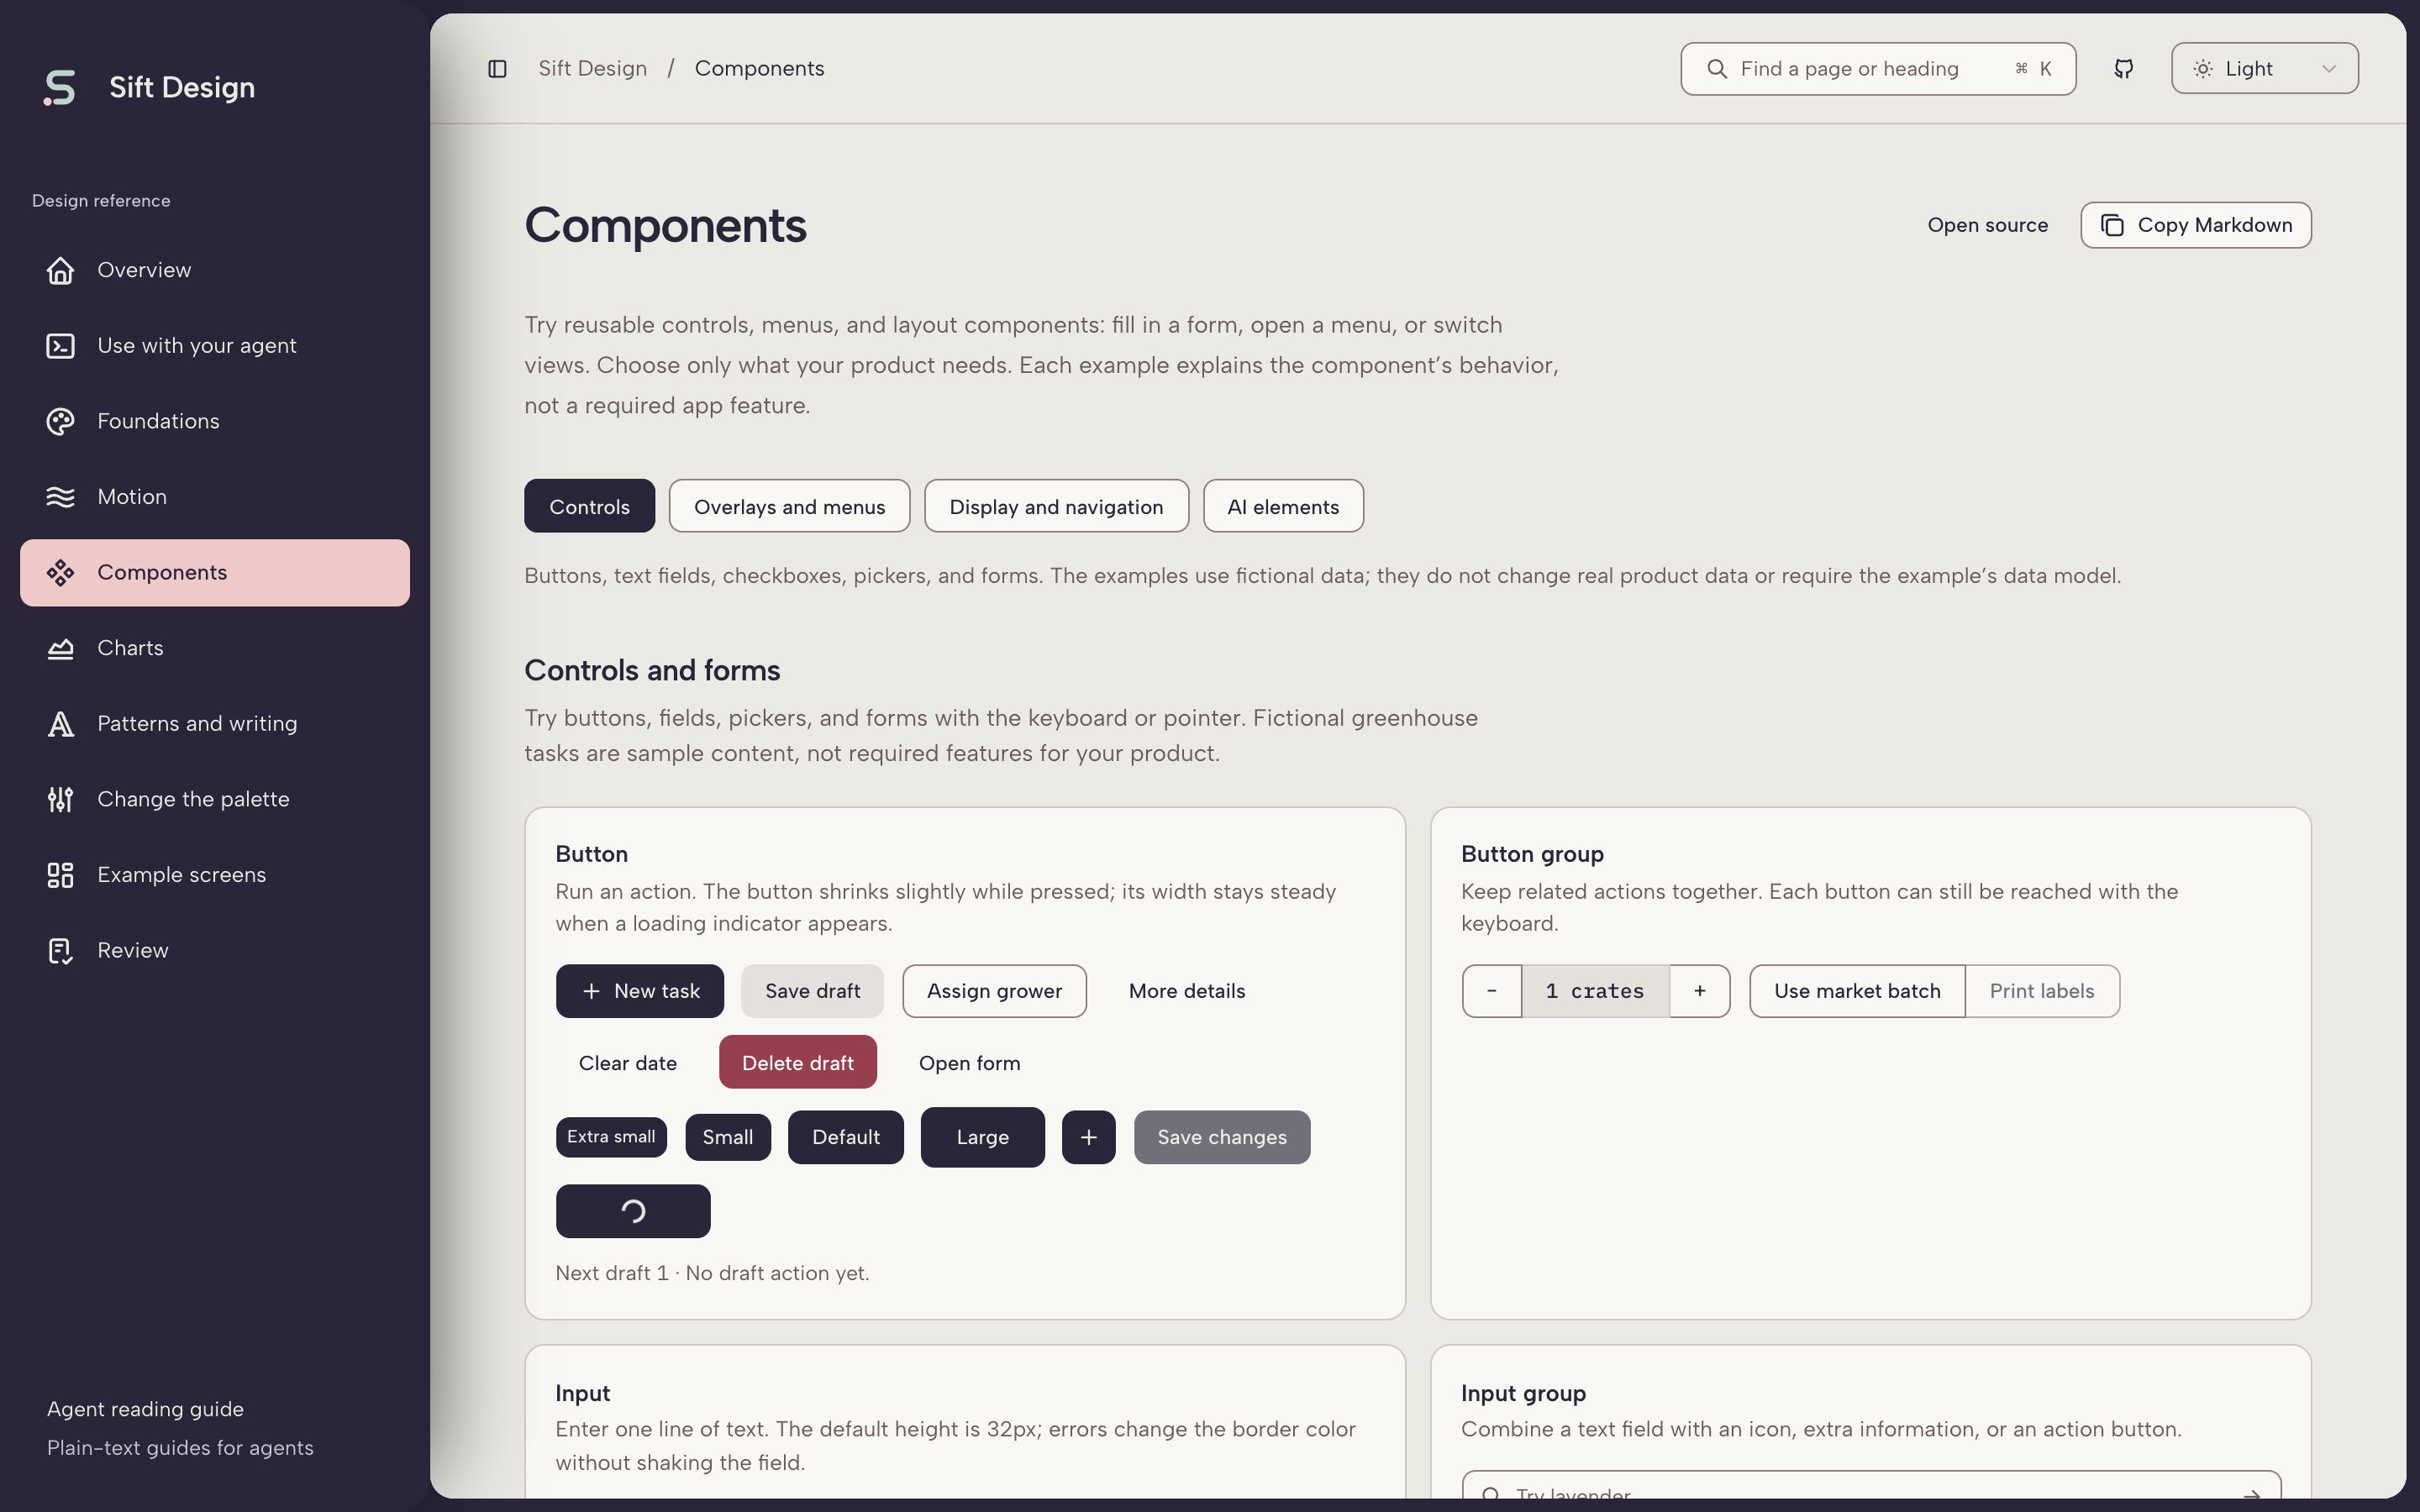 Sift Design
Design reference
Overview
Use with your agent
Foundations
Motion
Components
Charts
Patterns and writing
Change the palette
Example screens
Review
Agent reading guide
Plain-text guides for agents
Sift Design / Components
Find a page or heading ⌘ K
Light
Components
Open source
Copy Markdown
Try reusable controls, menus, and layout components: fill in a form, open a menu, or switch
views. Choose only what your product needs. Each example explains the component’s behavior,
not a required app feature.
Controls
Overlays and menus
Display and navigation
AI elements
Buttons, text fields, checkboxes, pickers, and forms. The examples use fictional data; they do not change real product data or require the example’s data model.
Controls and forms
Try buttons, fields, pickers, and forms with the keyboard or pointer. Fictional greenhouse
tasks are sample content, not required features for your product.
Button
Run an action. The button shrinks slightly while pressed; its width stays steady
when a loading indicator appears.
+ New task
Save draft
Assign grower
More details
Clear date
Delete draft
Open form
Extra small
Small
Default
Large
+
Save changes
Next draft 1 · No draft action yet.
Button group
Keep related actions together. Each button can still be reached with the
keyboard.
- 1 crates +
Use market batch
Print labels
Input
Enter one line of text. The default height is 32px; errors change the border color
without shaking the field.
Input group
Combine a text field with an icon, extra information, or an action button.
Try lavender